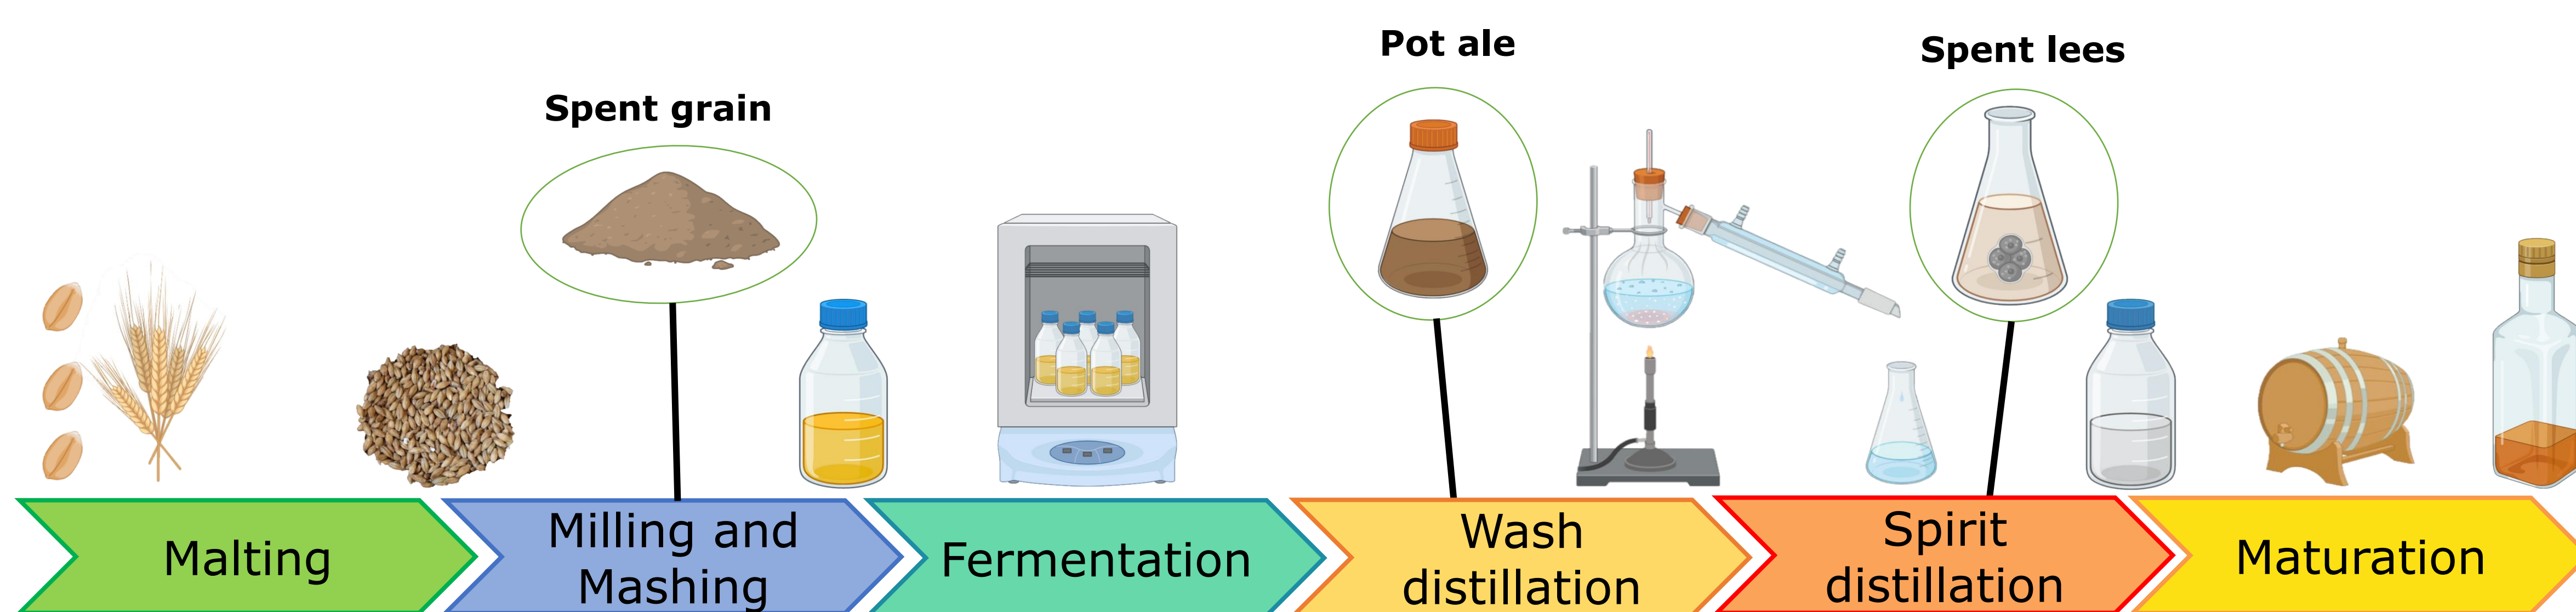 Pot ale
Spent lees
Spent grain
Malting
Milling and
Mashing
Fermentation
Wash
distillation
Spirit
distillation
Maturation